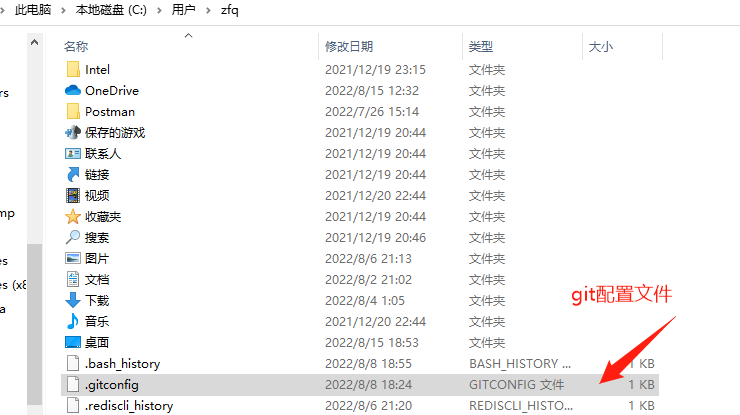 此电脑 › 本地磁盘 (C:) › 用户 › zfq
名称 修改日期 类型 大小
Intel 2021/12/19 23:15 文件夹
OneDrive 2022/8/15 12:32 文件夹
Postman 2022/7/26 15:14 文件夹
保存的游戏 2021/12/19 20:44 文件夹
联系人 2021/12/19 20:44 文件夹
链接 2021/12/19 20:44 文件夹
视频 2021/12/20 22:44 文件夹
收藏夹 2021/12/19 20:44 文件夹
搜索 2021/12/19 20:46 文件夹
图片 2022/8/6 21:13 文件夹
文档 2022/8/2 21:02 文件夹
下载 2022/8/4 1:05 文件夹
音乐 2021/12/20 22:44 文件夹
桌面 2022/8/15 18:53 文件夹
.bash_history 2022/8/8 18:55 BASH_HISTORY ... 1 KB
.gitconfig 2022/8/8 18:24 GITCONFIG 文件 1 KB
.rediscli_history 2022/8/6 21:20 REDISCLI_HISTO... 1 KB
git配置文件
rs
mp
es
es (x8
a